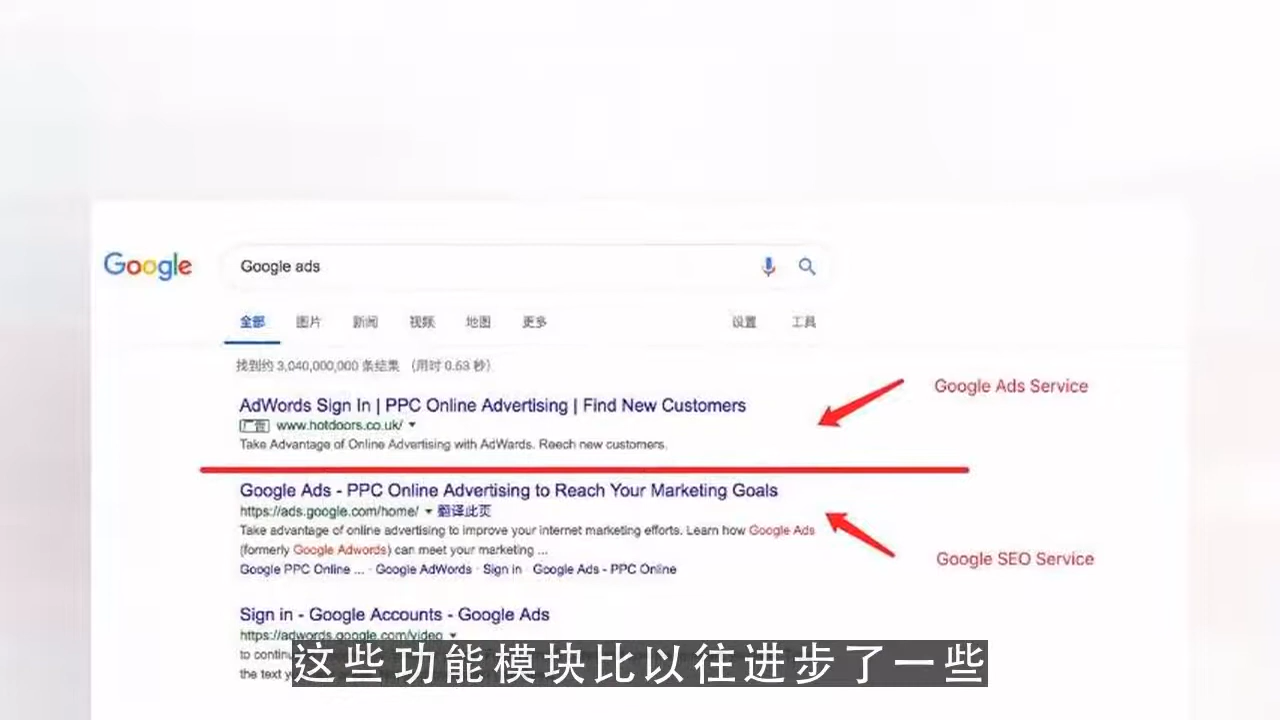 Google
Google ads
全部 图片 新闻 视频 地图 更多 设置 工具
找到约 3,040,000,000 条结果 (用时 0.53 秒)
Google Ads Service
AdWords Sign In | PPC Online Advertising | Find New Customers
广告 www.hotdoors.co.uk/
Take Advantage of Online Advertising with AdWards. Reech new customers.
Google Ads - PPC Online Advertising to Reach Your Marketing Goals
https://ads.google.com/home/ 翻译此页
Take advantage of online advertising to improve your internet marketing efforts. Learn how Google Ads
(formerly Google Adwords) can meet your marketing ...
Google PPC Online ... · Google AdWords · Sign in · Google Ads - PPC Online
Google SEO Service
Sign in - Google Accounts - Google Ads
https://adwords.google.com/video
to contin
the text y
这些功能模块比以往进步了一些